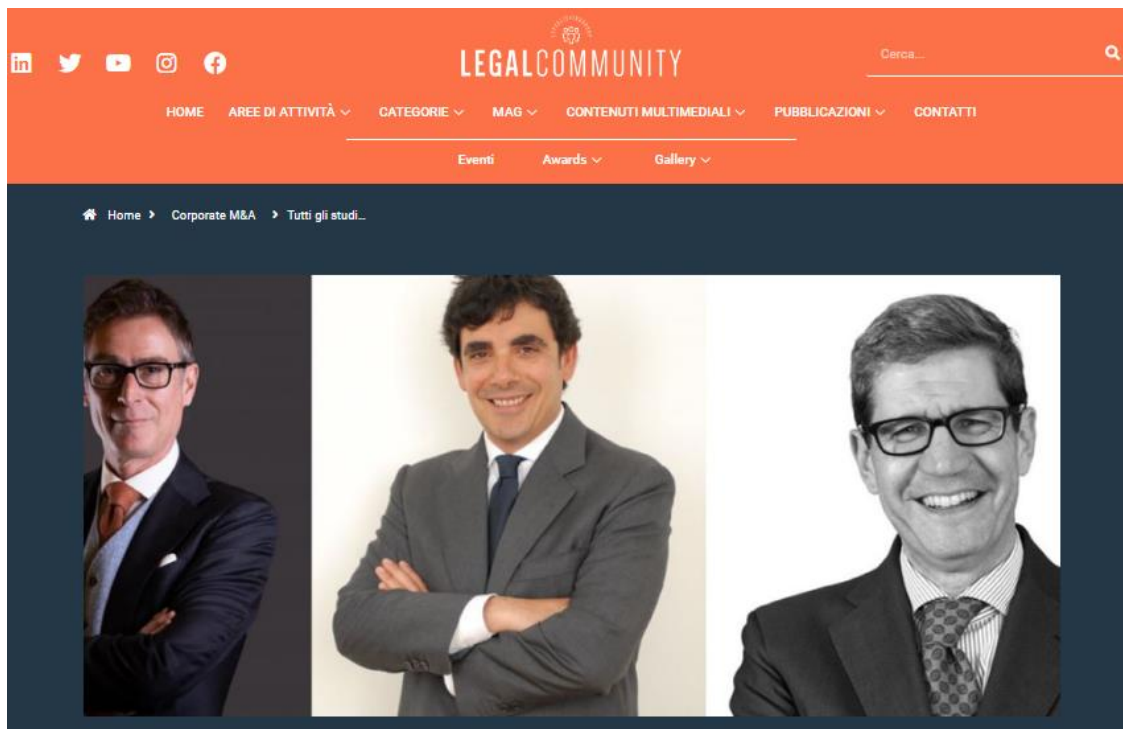 LEGALCOMMUNITY
Cerca...
HOME AREE DI ATTIVITÀ CATEGORIE MAG CONTENUTI MULTIMEDIALI PUBBLICAZIONI CONTATTI
Eventi Awards Gallery
Home Corporate M&A Tutti gli studi...